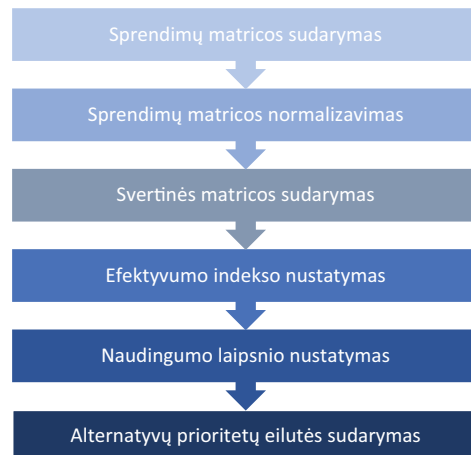 Sprendimų matricos sudarymas
Sprendimų matricos normalizavimas
Svertinės matricos sudarymas
Efektyvumo indekso nustatymas
Naudingumo laipsnio nustatymas
Alternatyvų prioritetų eilutės sudarymas